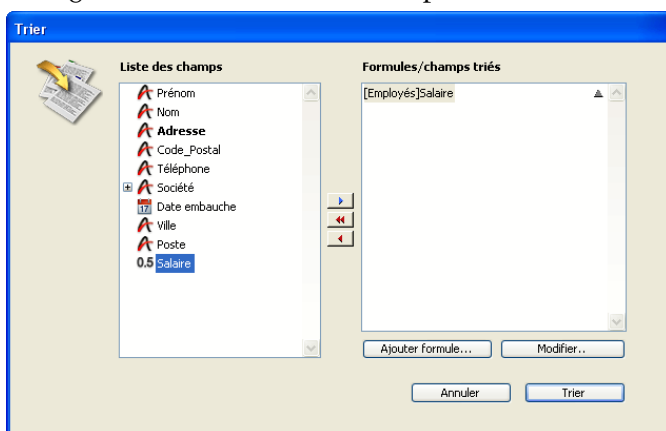 Trier
Liste des champs
Prénom
Nom
Adresse
Code_Postal
Téléphone
Société
17 Date embauche
Ville
Poste
0.5 Salaire
Formules/champs triés
[Employés]Salaire
Ajouter formule...
Modifier..
Annuler
Trier